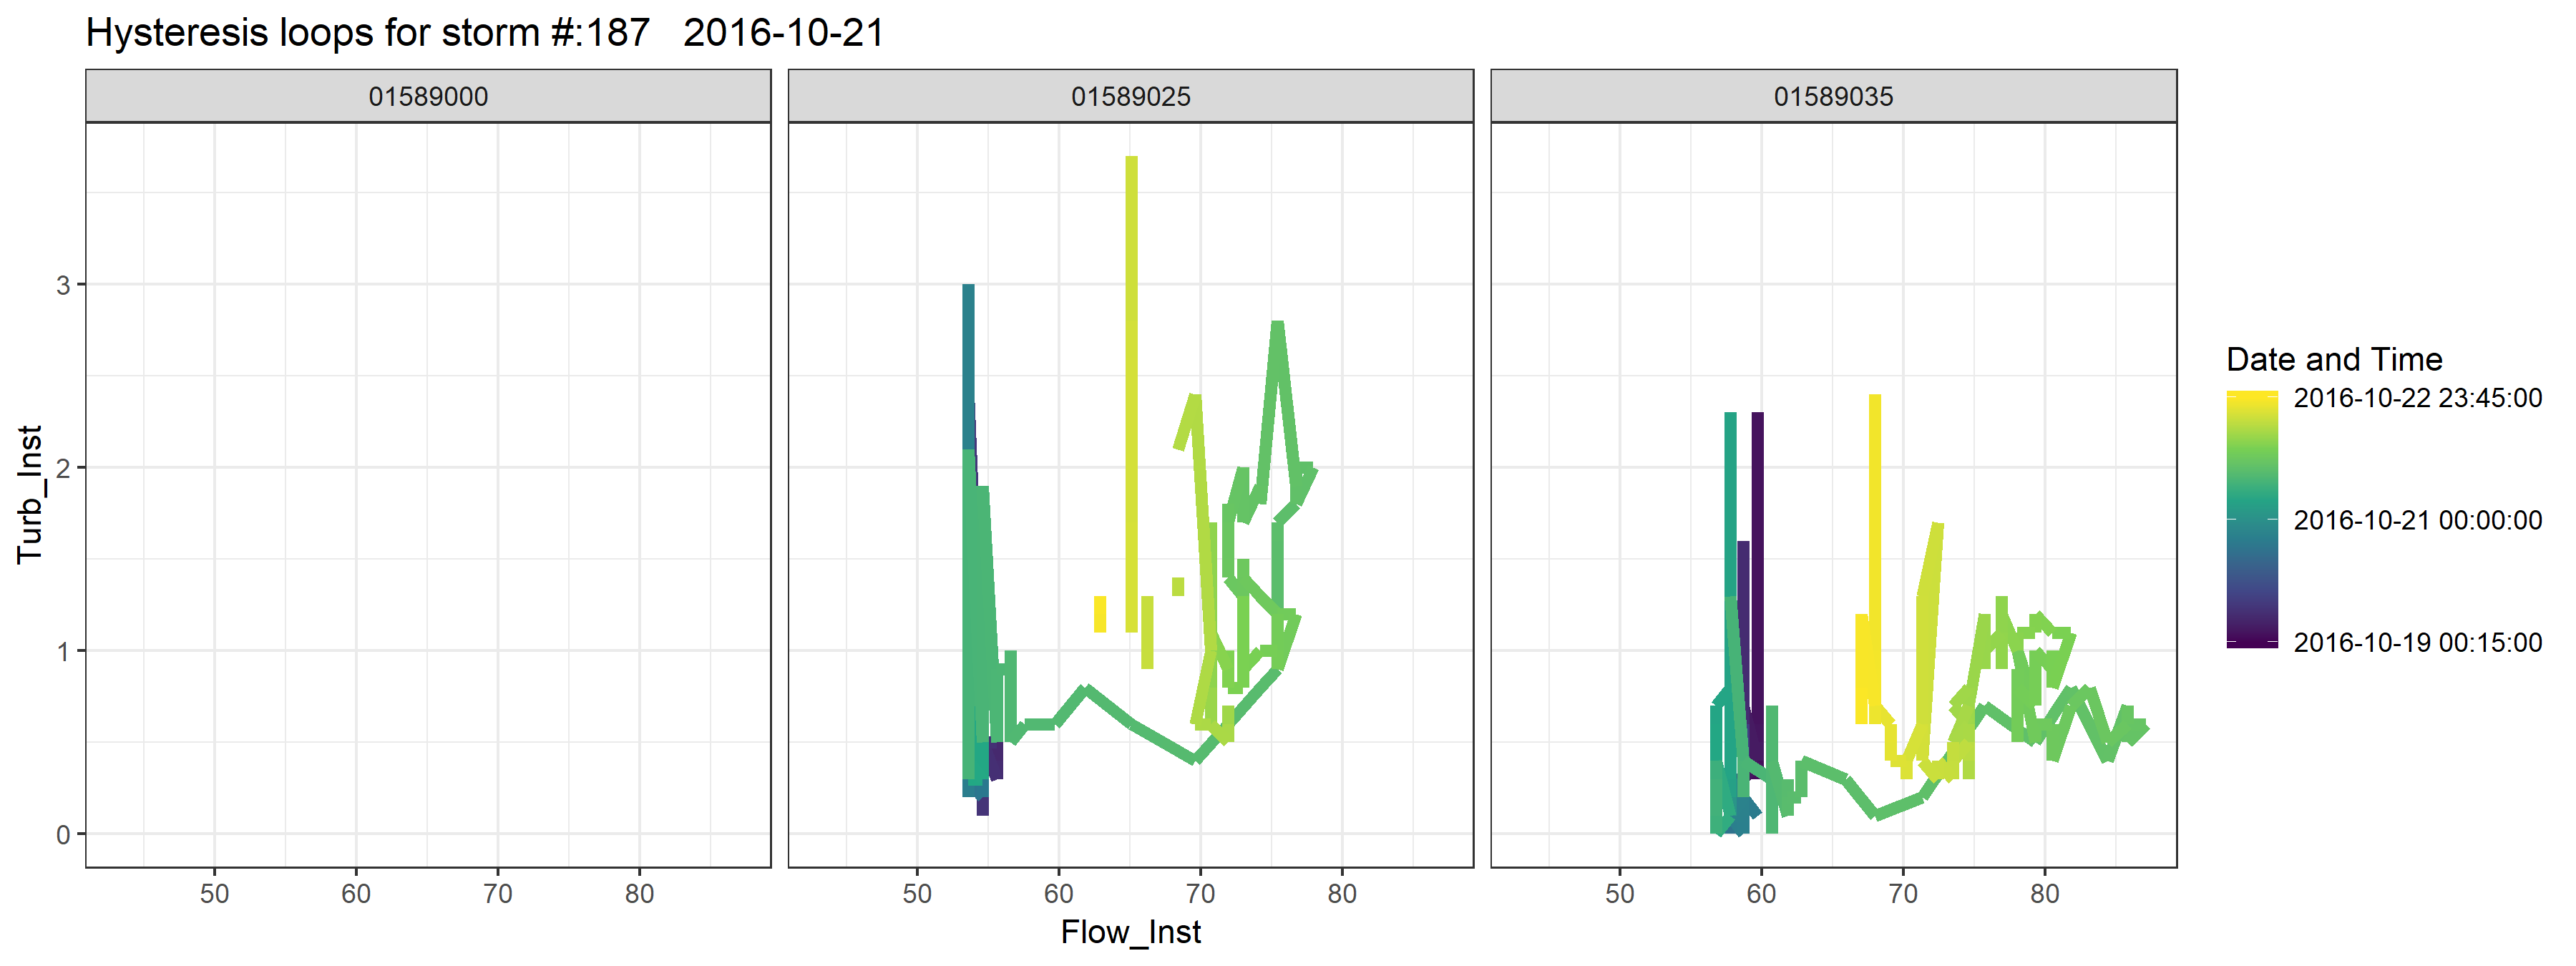 Hysteresis loops for storm #:187   2016-10-21
01589000
01589025
01589035
Turb_Inst
3
2
1
0
50 60 70 80
50 60 70 80
50 60 70 80
Flow_Inst
Date and Time
2016-10-22 23:45:00
2016-10-21 00:00:00
2016-10-19 00:15:00